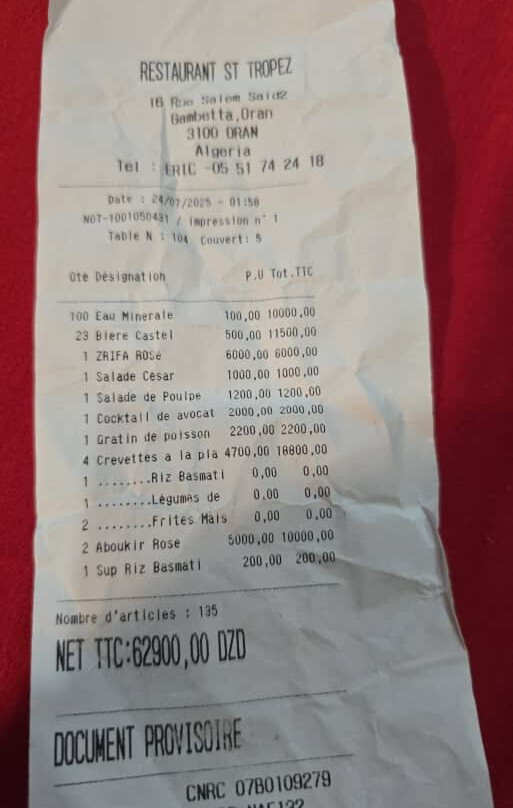 RESTAURANT ST TROPEZ
16 Rue Salem Said2
Gambetta,Oran
3100 ORAN
Algeria
Tel : ERIC -05 51 74 24 18
Date : 24/07/2025 - 01:58
NOT-1001050431 / Impression n° 1
Table N : 104 Couvert: 5
Qte Désignation P.U Tot.TTC
100 Eau Minerale 100,00 10000,00
23 Biere Castel 500,00 11500,00
1 ZRIFA ROSé 6000,00 6000,00
1 Salade César 1000,00 1000,00
1 Salade de Poulpe 1200,00 1200,00
1 Cocktail de avocat 2000,00 2000,00
1 Gratin de poisson 2200,00 2200,00
4 Crevettes a la pla 4700,00 18800,00
1 ........Riz Basmati 0,00 0,00
1 ........Légumas de 0,00 0,00
2 ........Frites Mais 0,00 0,00
2 Aboukir Rose 5000,00 10000,00
1 Sup Riz Basmati 200,00 200,00
Nombre d'articles : 135
NET TTC:62900,00 DZD
DOCUMENT PROVISOIRE
CNRC 07B0109279